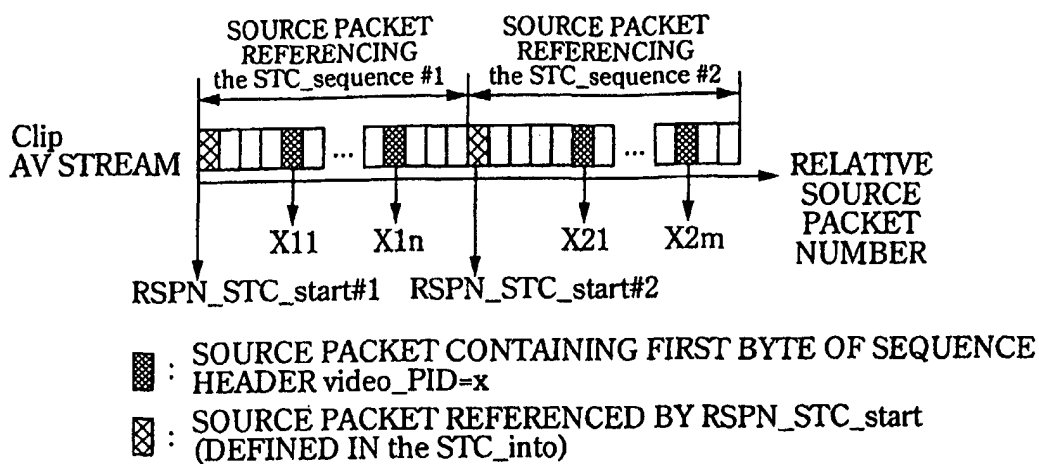 SOURCE PACKET
REFERENCING
the STC_sequence #1
SOURCE PACKET
REFERENCING
the STC_sequence #2
Clip
AV STREAM
...
...
RELATIVE
SOURCE
PACKET
NUMBER
X11
X1n
X21
X2m
RSPN_STC_start#1
RSPN_STC_start#2
: SOURCE PACKET CONTAINING FIRST BYTE OF SEQUENCE
HEADER video_PID=x
: SOURCE PACKET REFERENCED BY RSPN_STC_start
(DEFINED IN the STC_into)